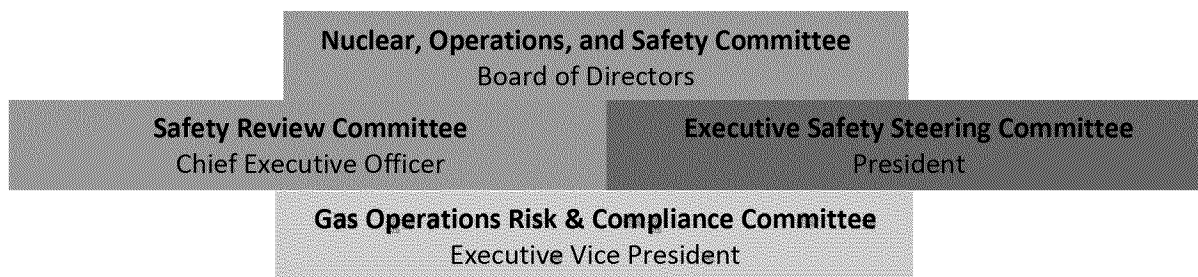 Nuclear, Operations, and Safety Committee
Board of Directors
Safety Review Committee
Chief Executive Officer
Executive Safety Steering Committee
President
Gas Operations Risk & Compliance Committee
Executive Vice President